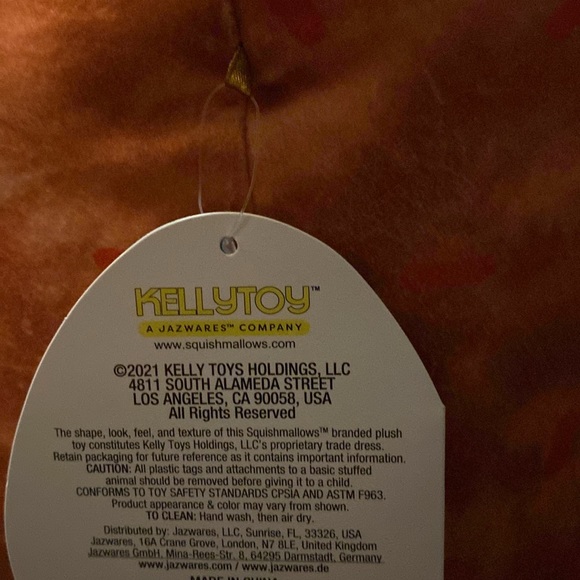 KELLYTOY™
A JAZWARES™ COMPANY
www.squishmallows.com
©2021 KELLY TOYS HOLDINGS, LLC
4811 SOUTH ALAMEDA STREET
LOS ANGELES, CA 90058, USA
All Rights Reserved
The shape, look, feel, and texture of this Squishmallows™ branded plush
toy constitutes Kelly Toys Holdings, LLC's proprietary trade dress.
Retain packaging for future reference as it contains important information.
CAUTION: All plastic tags and attachments to a basic stuffed
animal should be removed before giving it to a child.
CONFORMS TO TOY SAFETY STANDARDS CPSIA AND ASTM F963.
Product appearance & color may vary from shown.
TO CLEAN: Hand wash, then air dry.
Distributed by: Jazwares, LLC, Sunrise, FL, 33326, USA
Jazwares, 16A Crane Grove, London, N7 8LE, United Kingdom
Jazwares GmbH, Mina-Rees-Str. 8, 64295 Darmstadt, Germany
www.jazwares.com / www.jazwares.de
MADE IN CHINA